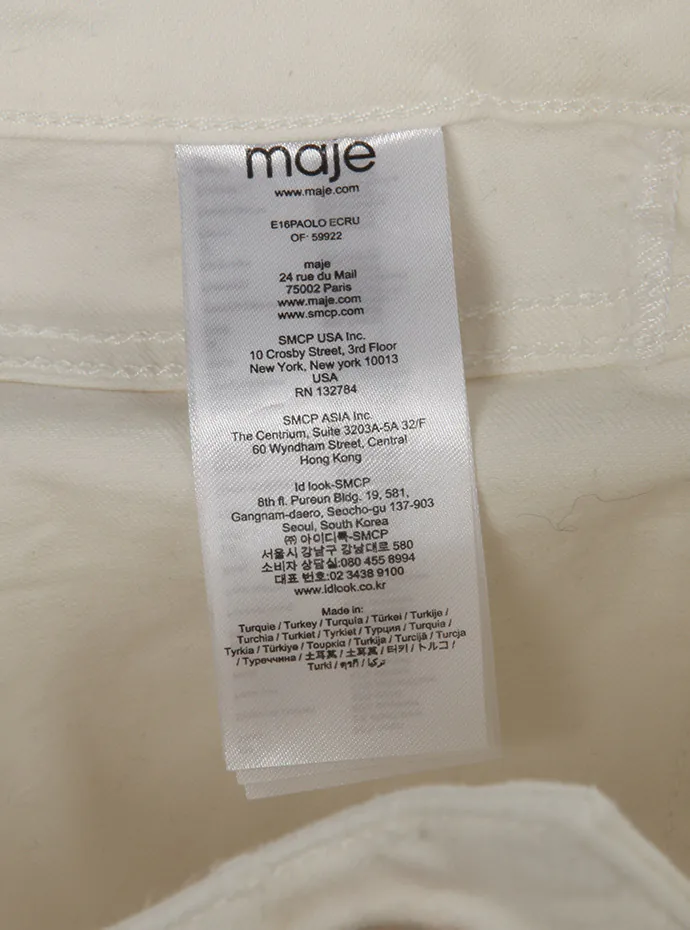 maje
www.maje.com
E16PAOLO ECRU
OF: 59922
maje
24 rue du Mail
75002 Paris
www.maje.com
www.smcp.com
SMCP USA Inc.
10 Crosby Street, 3rd Floor
New York, New york 10013
USA
RN 132784
SMCP ASIA Inc.
The Centrium, Suite 3203A-5A 32/F
60 Wyndham Street, Central
Hong Kong
Id look-SMCP
8th fl. Pureun Bldg. 19, 581,
Gangnam-daero, Seocho-gu 137-903
Seoul, South Korea
㈜ 아이디룩-SMCP
서울시 강남구 강남대로 580
소비자 상담실:080 455 8994
대표 번호:02 3438 9100
www.idlook.co.kr
Made in:
Turquie / Turkey / Turquía / Türkei / Turkije /
Turchia / Turkiet / Tyrkiet / Турция / Turquia /
Tyrkia / Türkiye / Τουρκία / Turkija / Turcijā / Turcja
/ Туреччина / 土耳其 / 土耳其 / 터키 / トルコ /
Turki / ตุรกี / تركيا